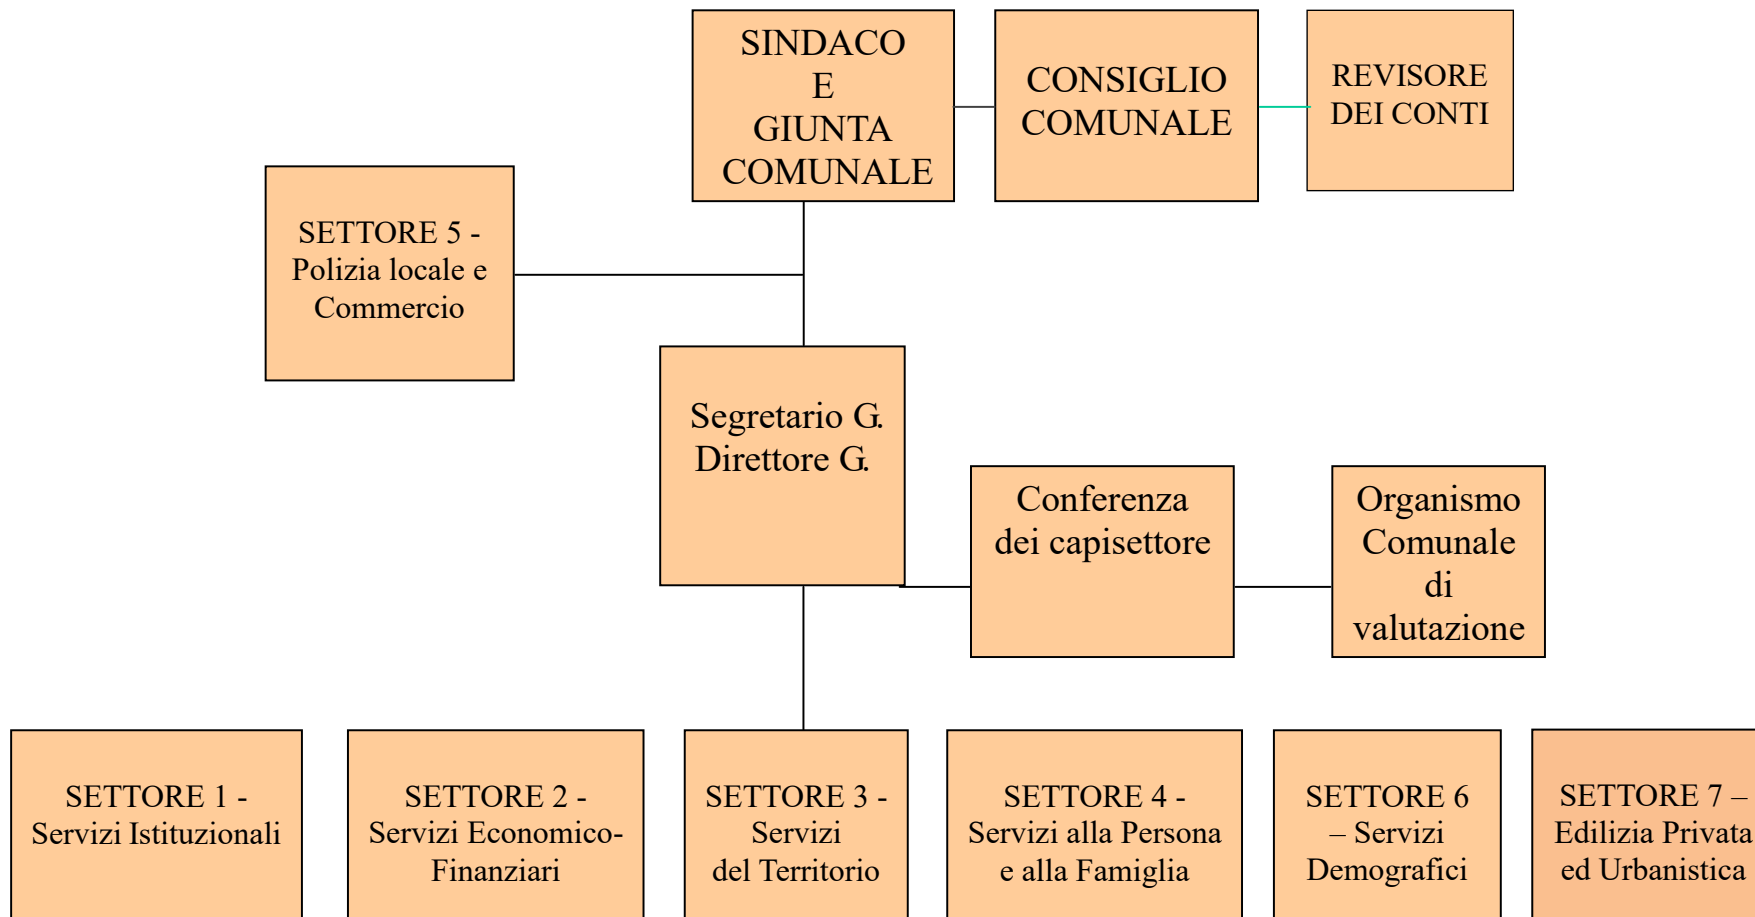 SINDACO
E
GIUNTA
COMUNALE
CONSIGLIO
COMUNALE
REVISORE
DEI CONTI
SETTORE 5 -
Polizia locale e
Commercio
Segretario G.
Direttore G.
Conferenza
dei capisettore
Organismo
Comunale
di
valutazione
SETTORE 1 -
Servizi Istituzionali
SETTORE 2 -
Servizi Economico-
Finanziari
SETTORE 3 -
Servizi
del Territorio
SETTORE 4 -
Servizi alla Persona
e alla Famiglia
SETTORE 6
– Servizi
Demografici
SETTORE 7 –
Edilizia Privata
ed Urbanistica